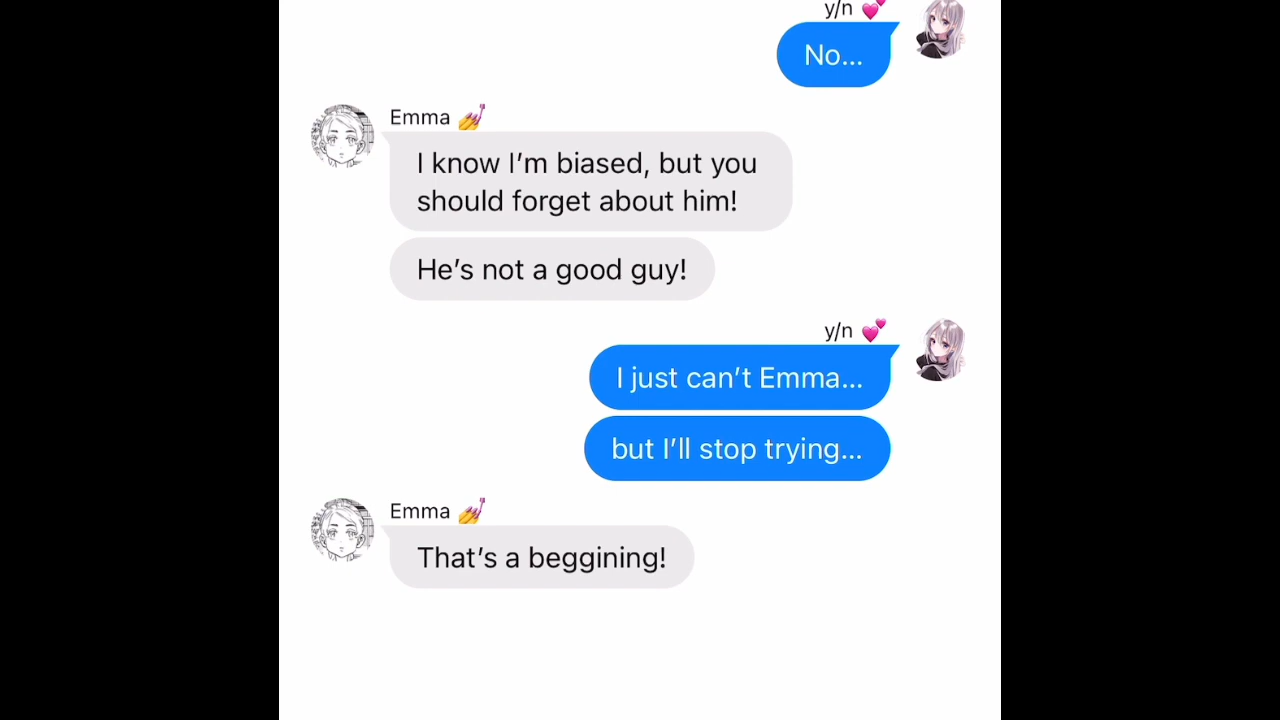 y/n 💕
No...
Emma 💅
I know I'm biased, but you
should forget about him!
He's not a good guy!
y/n 💕
I just can't Emma...
but I'll stop trying...
Emma 💅
That's a beggining!